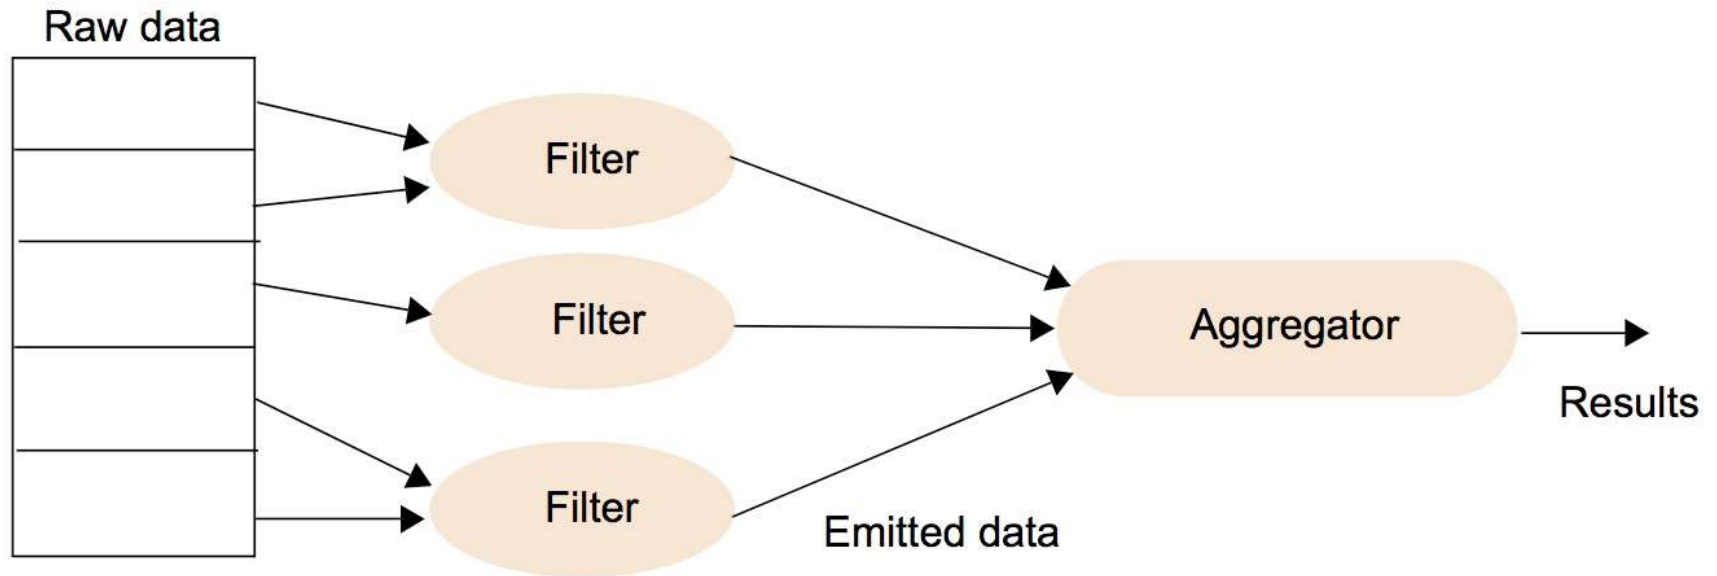 Raw data
Filter
Filter
Filter
Aggregator
Emitted data
Results